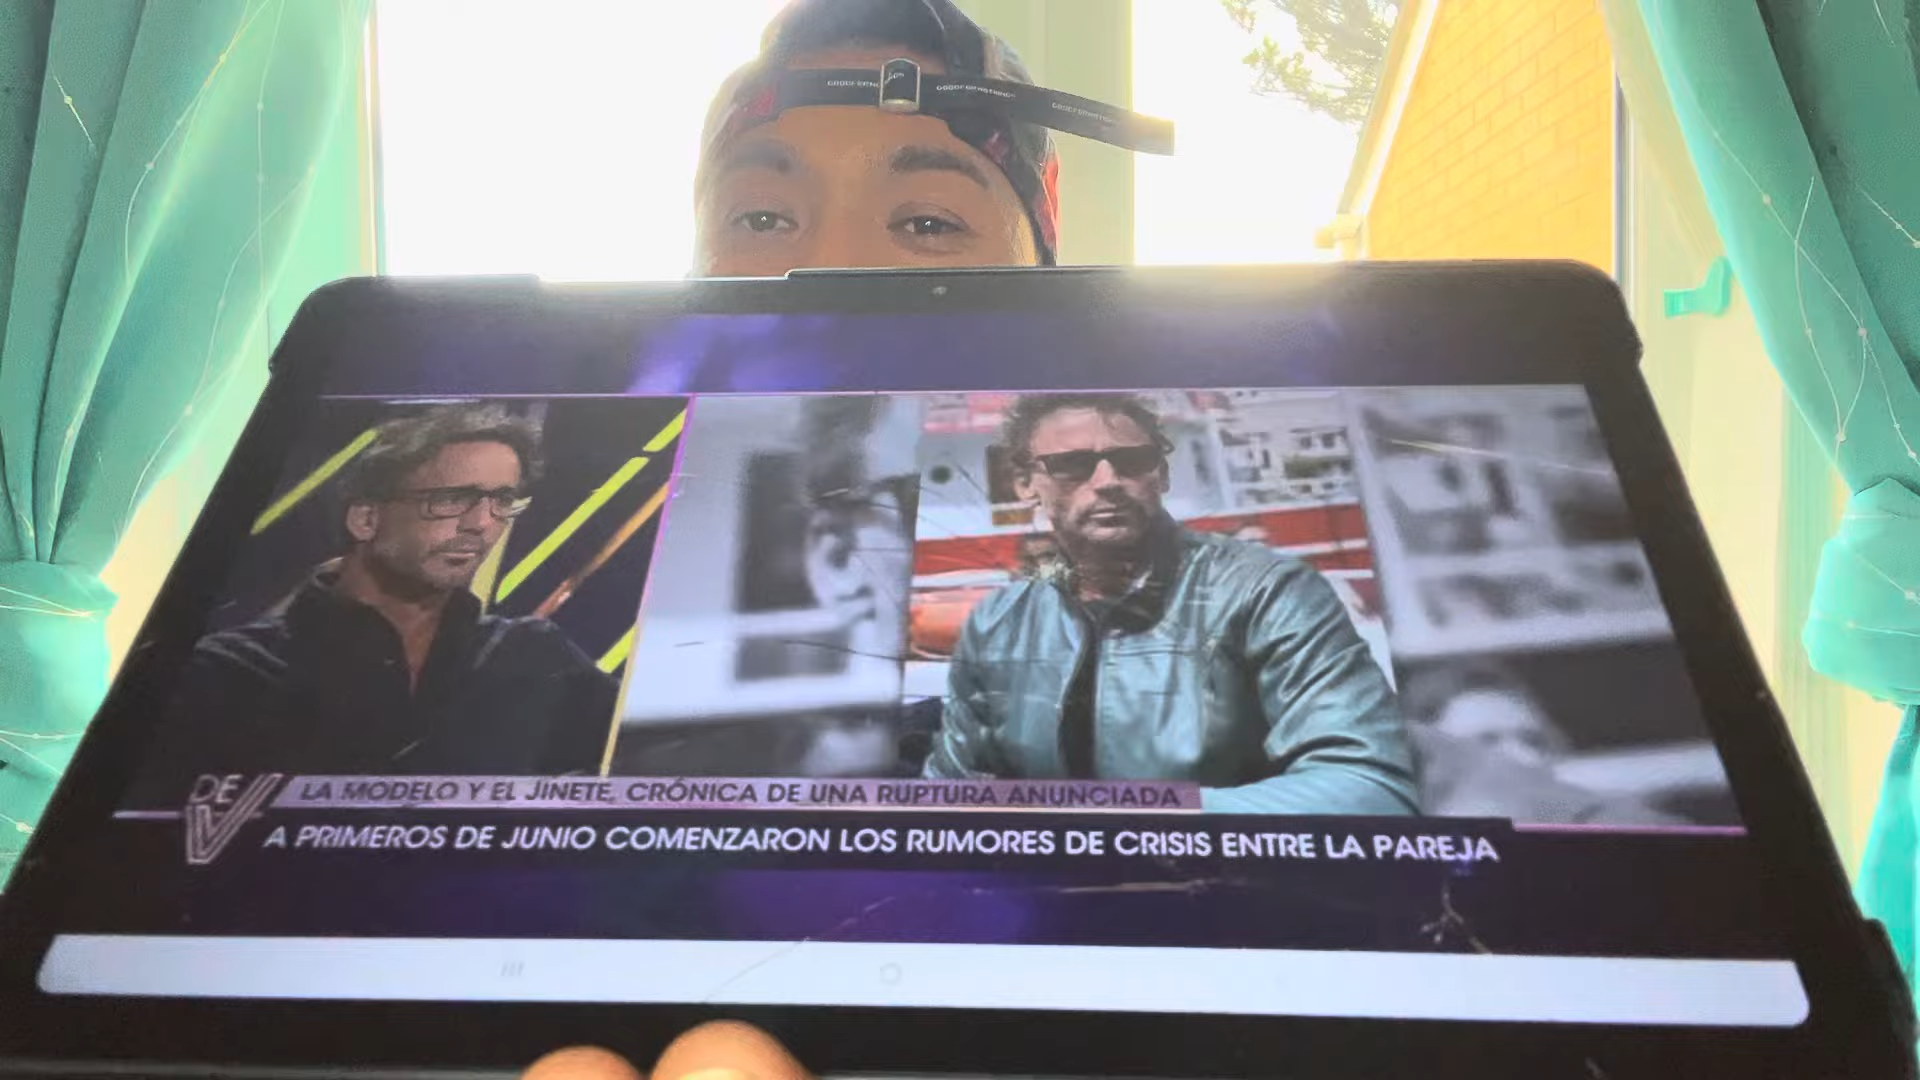 DE V
LA MODELO Y EL JINETE, CRÓNICA DE UNA RUPTURA ANUNCIADA
A PRIMEROS DE JUNIO COMENZARON LOS RUMORES DE CRISIS ENTRE LA PAREJA